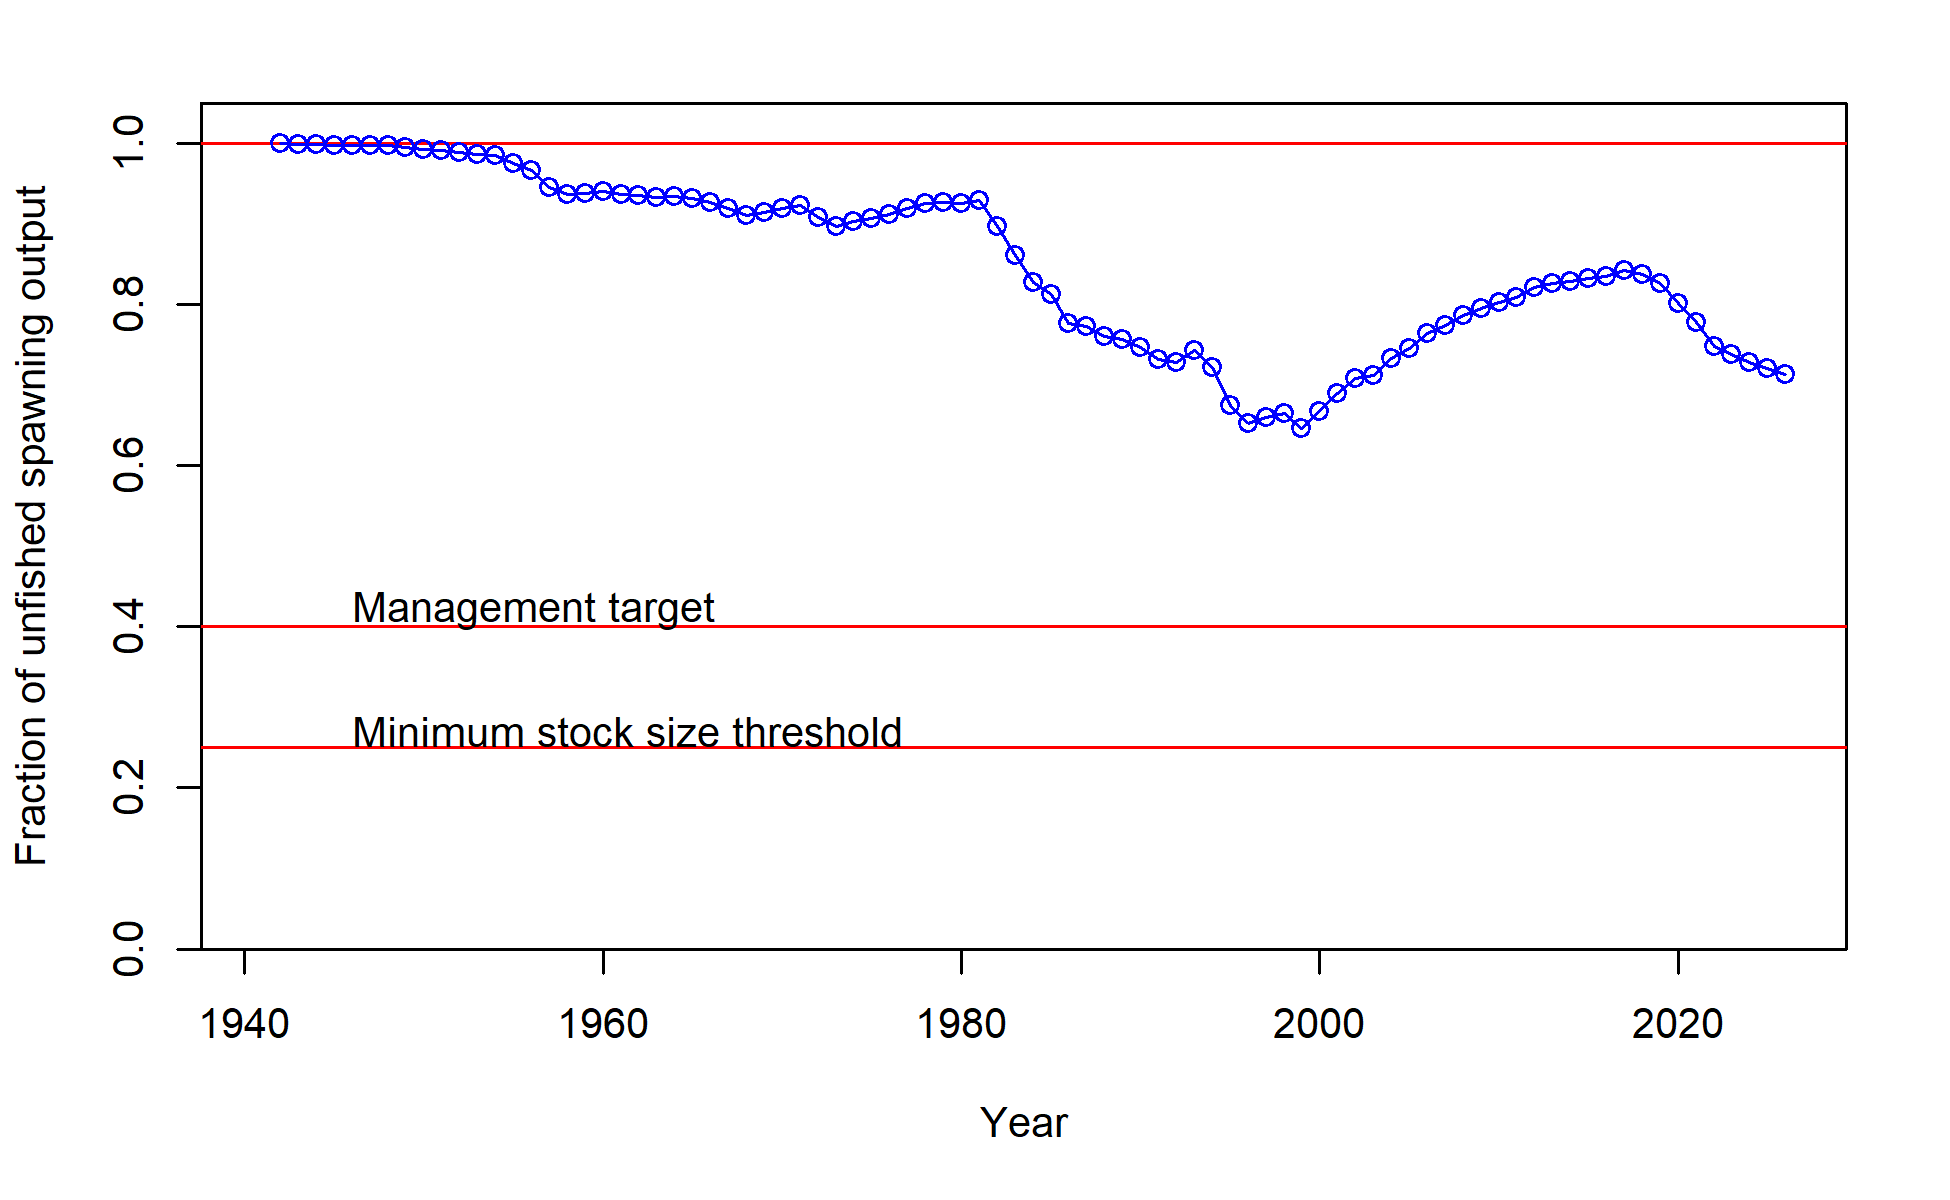 Fraction of unfished spawning output
1.0
0.8
0.6
0.4
0.2
0.0
Management target
Minimum stock size threshold
1940 1960 1980 2000 2020
Year